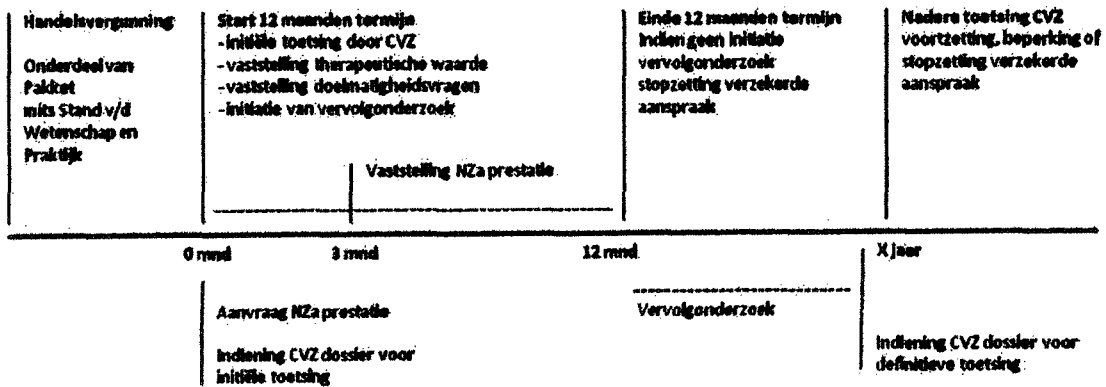 Handelsvergunning
Onderdeel van
Pakket
mits Stand v/d
Wetenschap en
Praktijk
Start 12 maanden termijn
-initiële toetsing door CVZ
-vaststelling therapeutische waarde
-vaststelling doelmatigheidsvragen
-initiatie van vervolgonderzoek
Vaststelling NZa prestatie
Einde 12 maanden termijn
Indien geen initiatie
vervolgonderzoek
stopzetting verzekerde
aanspraak
Nadere toetsing CVZ
voortzetting, beperking of
stopzetting verzekerde
aanspraak
0 mnd
3 mnd
12 mnd
X Jaar
Aanvraag NZa prestatie
Indiening CVZ dossier voor
initiële toetsing
Vervolgonderzoek
Indiening CVZ dossier voor
definitieve toetsing